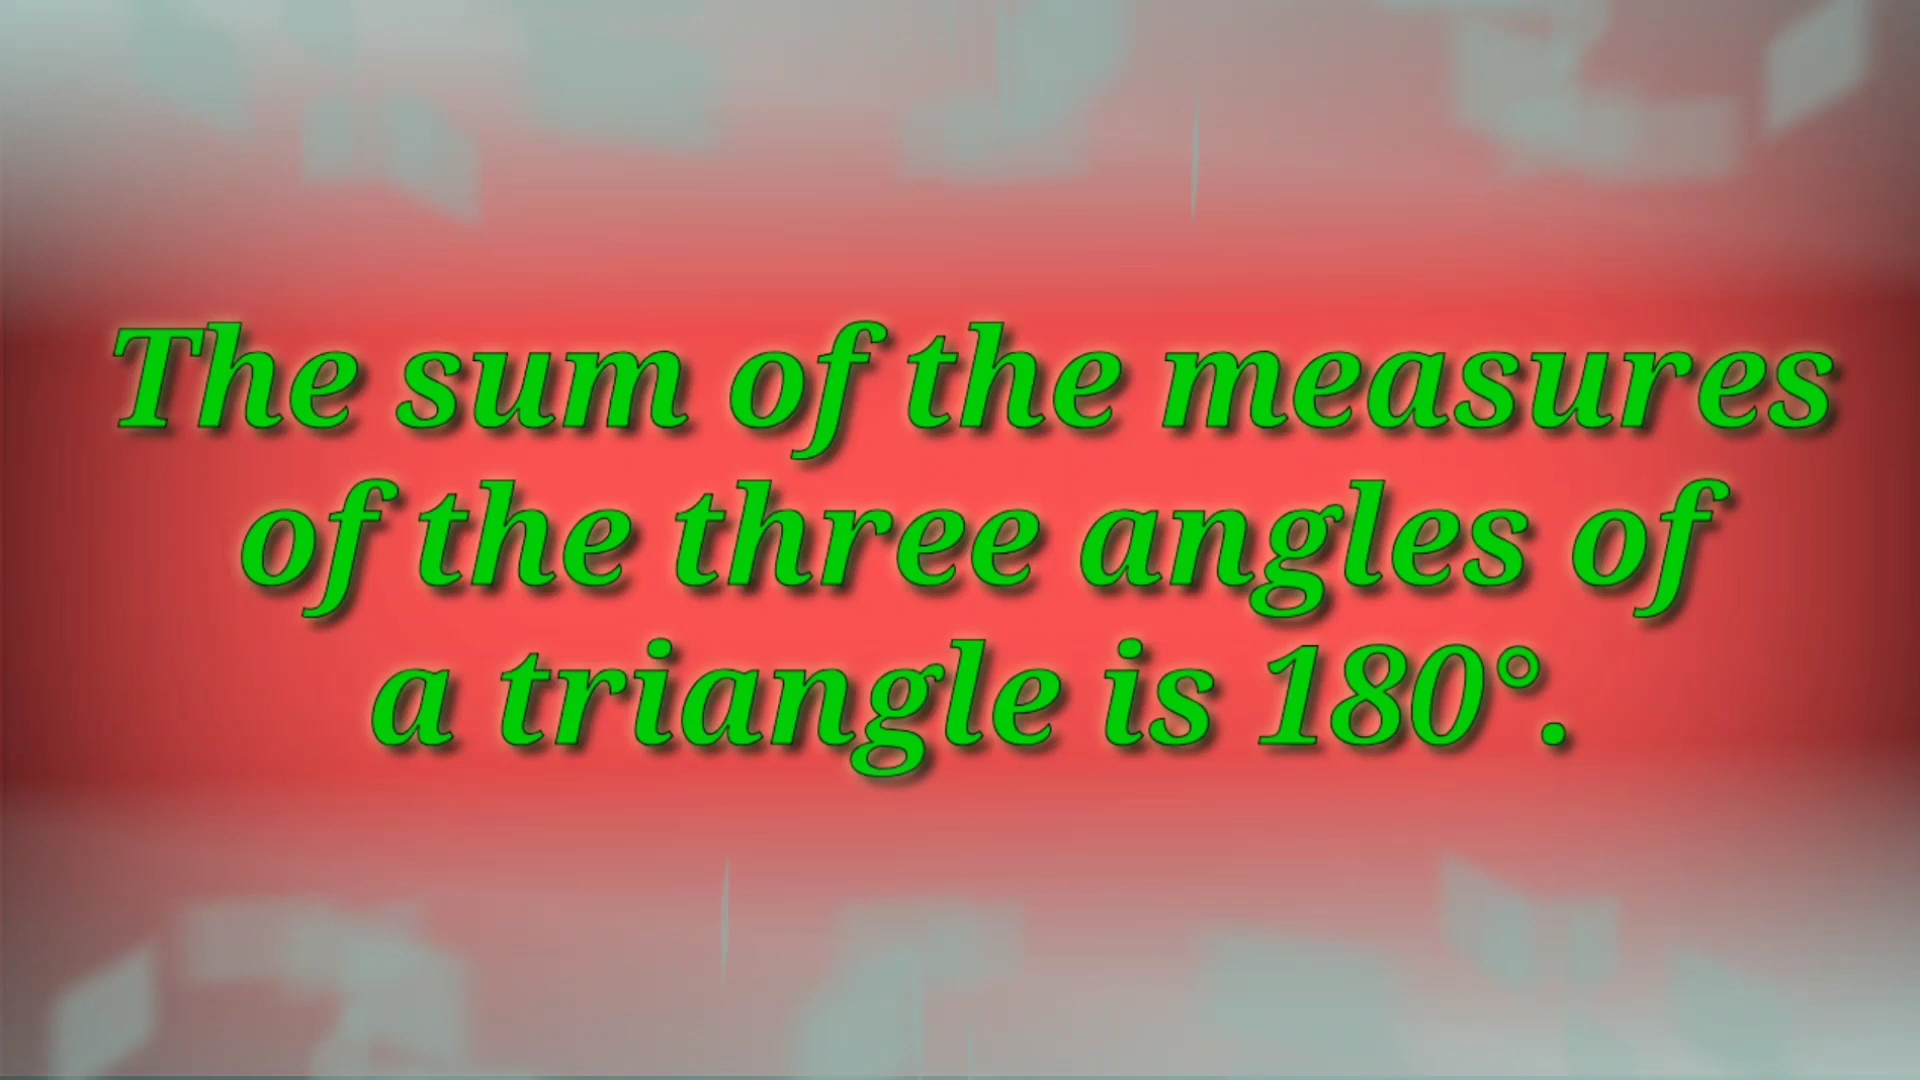 The sum of the measures
of the three angles of
a triangle is 180°.